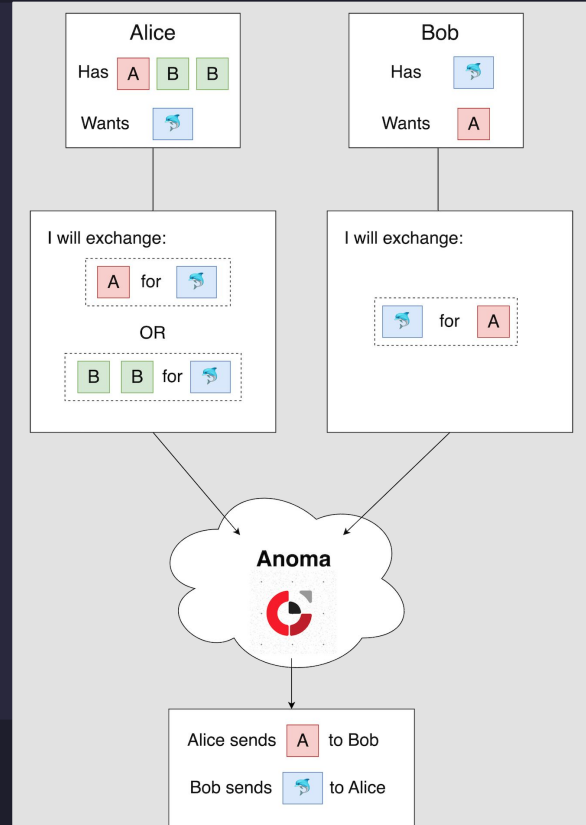 Alice
Has A B B
Wants 🐬
Bob
Has 🐬
Wants A
I will exchange:
A for 🐬
OR
B B for 🐬
I will exchange:
🐬 for A
Anoma
Alice sends A to Bob
Bob sends 🐬 to Alice